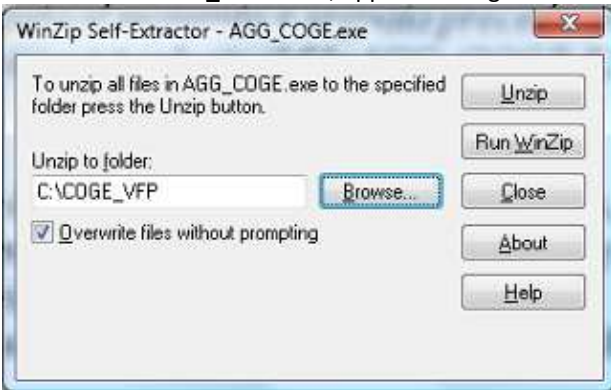 WinZip Self-Extractor - AGG_COGE.exe
To unzip all files in AGG_COGE.exe to the specified
folder press the Unzip button.
Unzip to folder:
C:\COGE_VFP
Browse...
Overwrite files without prompting
Unzip
Run WinZip
Close
About
Help